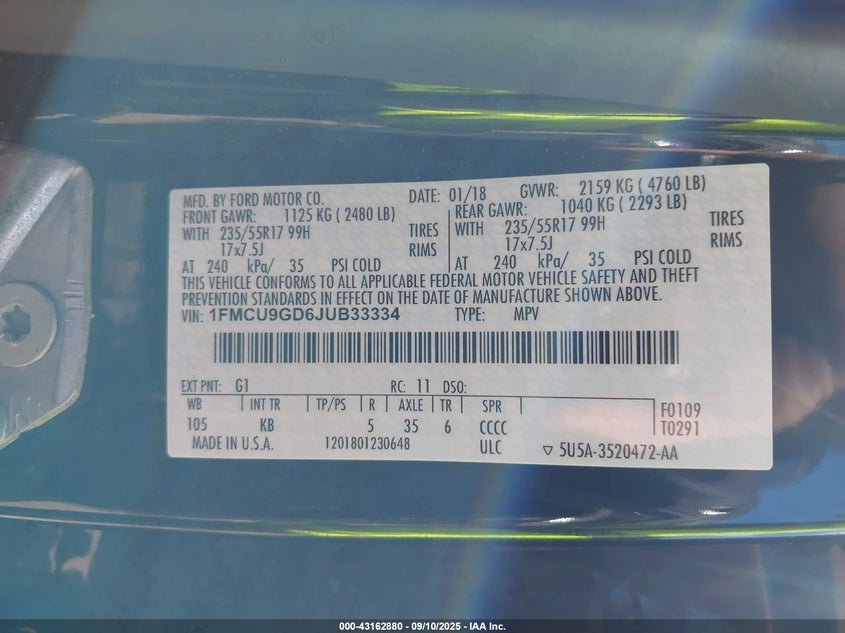 MFD. BY FORD MOTOR CO. DATE: 01/18 GVWR: 2159 KG ( 4760 LB)
FRONT GAWR: 1125 KG ( 2480 LB) REAR GAWR: 1040 KG ( 2293 LB)
WITH 235/55R17 99H TIRES WITH 235/55R17 99H TIRES
17x7.5J RIMS 17x7.5J RIMS
AT 240 kPa/ 35 PSI COLD AT 240 kPa/ 35 PSI COLD
THIS VEHICLE CONFORMS TO ALL APPLICABLE FEDERAL MOTOR VEHICLE SAFETY AND THEFT
PREVENTION STANDARDS IN EFFECT ON THE DATE OF MANUFACTURE SHOWN ABOVE.
VIN: 1FMCU9GD6JUB33334 TYPE: MPV
EXT PNT: G1 RC: 11 DSO:
WB INT TR TP/PS R AXLE TR SPR F0109
105 KB 5 35 6 CCCC T0291
MADE IN U.S.A. 1201801230648 ULC ▽ 5U5A-3520472-AA
000-43162880 - 09/10/2025 - IAA Inc.